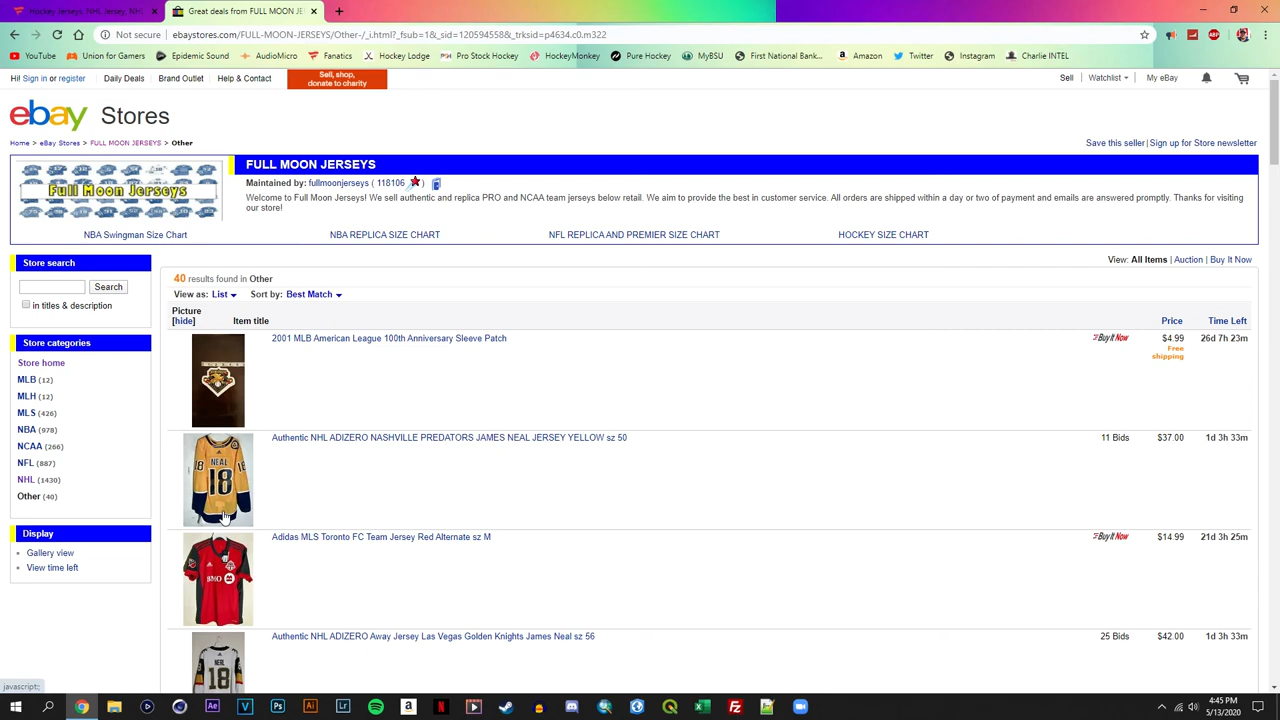 Hockey Jerseys, NHL Jersey, NHL
Great deals from FULL MOON JER
Not secure
ebaystores.com/FULL-MOON-JERSEYS/Other-/_i.html?_fsub=1&_sid=120594558&_trksid=p4634.c0.m322
YouTube Union for Gamers Epidemic Sound AudioMicro Fanatics Hockey Lodge Pro Stock Hockey HockeyMonkey Pure Hockey MyBSU First National Bank... Amazon Twitter Instagram Charlie INTEL
Hi! Sign in or register Daily Deals Brand Outlet Help & Contact
Sell, shop,
donate to charity
Sell Watchlist My eBay
ebay Stores
Home > eBay Stores > FULL MOON JERSEYS > Other
Save this seller | Sign up for Store newsletter
Full Moon Jerseys
FULL MOON JERSEYS
Maintained by: fullmoonjerseys ( 118106 )
Welcome to Full Moon Jerseys! We sell authentic and replica PRO and NCAA team jerseys below retail. We aim to provide the best in customer service. All orders are shipped within a day or two of payment and emails are answered promptly. Thanks for visiting
our store!
NBA Swingman Size Chart NBA REPLICA SIZE CHART NFL REPLICA AND PREMIER SIZE CHART HOCKEY SIZE CHART
Store search
Search
in titles & description
Store categories
Store home
MLB (12)
MLH (12)
MLS (426)
NBA (978)
NCAA (266)
NFL (887)
NHL (1430)
Other (40)
Display
Gallery view
View time left
View: All Items | Auction | Buy It Now
40 results found in Other
View as: List Sort by: Best Match
Picture
[hide] Item title Price Time Left
2001 MLB American League 100th Anniversary Sleeve Patch Buy It Now $4.99 26d 7h 23m
Free
shipping
Authentic NHL ADIZERO NASHVILLE PREDATORS JAMES NEAL JERSEY YELLOW sz 50 11 Bids $37.00 1d 3h 33m
NEAL
18 18 18
Adidas MLS Toronto FC Team Jersey Red Alternate sz M Buy It Now $14.99 21d 3h 25m
BMO
Authentic NHL ADIZERO Away Jersey Las Vegas Golden Knights James Neal sz 56 25 Bids $42.00 1d 3h 33m
NEAL
18
javascript:;
4:45 PM
5/13/2020